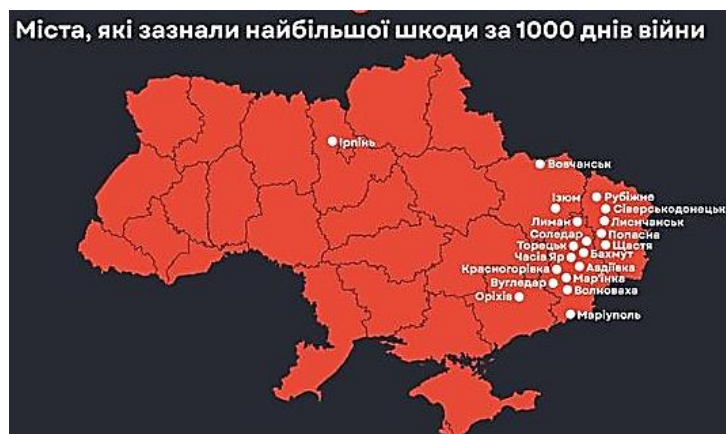 Міста, які зазнали найбільшої шкоди за 1000 днів війни
Ірпінь
Вовчанськ
Ізюм
Рубіжне
Сіверськодонецьк
Лиман
Лисичанськ
Соледар
Попасна
Торецьк
Щастя
Бахмут
Часів Яр
Авдіївка
Красногорівка
Мар'їнка
Вугледар
Волноваха
Оріхів
Маріуполь